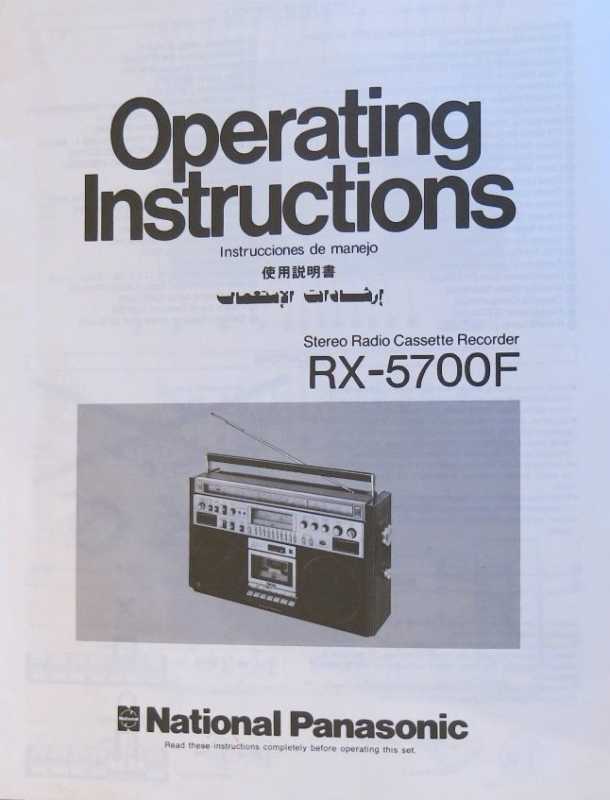 Operating
Instructions
Instrucciones de manejo
使用説明書
إرشادات الإستعمال
Stereo Radio Cassette Recorder
RX-5700F
National Panasonic
Read these instructions completely before operating this set.